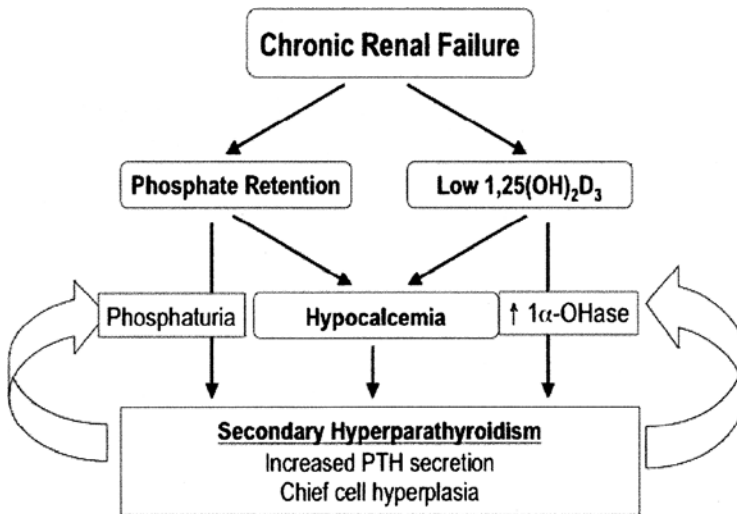 Chronic Renal Failure
Phosphate Retention
Low 1,25(OH)₂D₃
Phosphaturia
Hypocalcemia
↑ 1α-OHase
Secondary Hyperparathyroidism
Increased PTH secretion
Chief cell hyperplasia